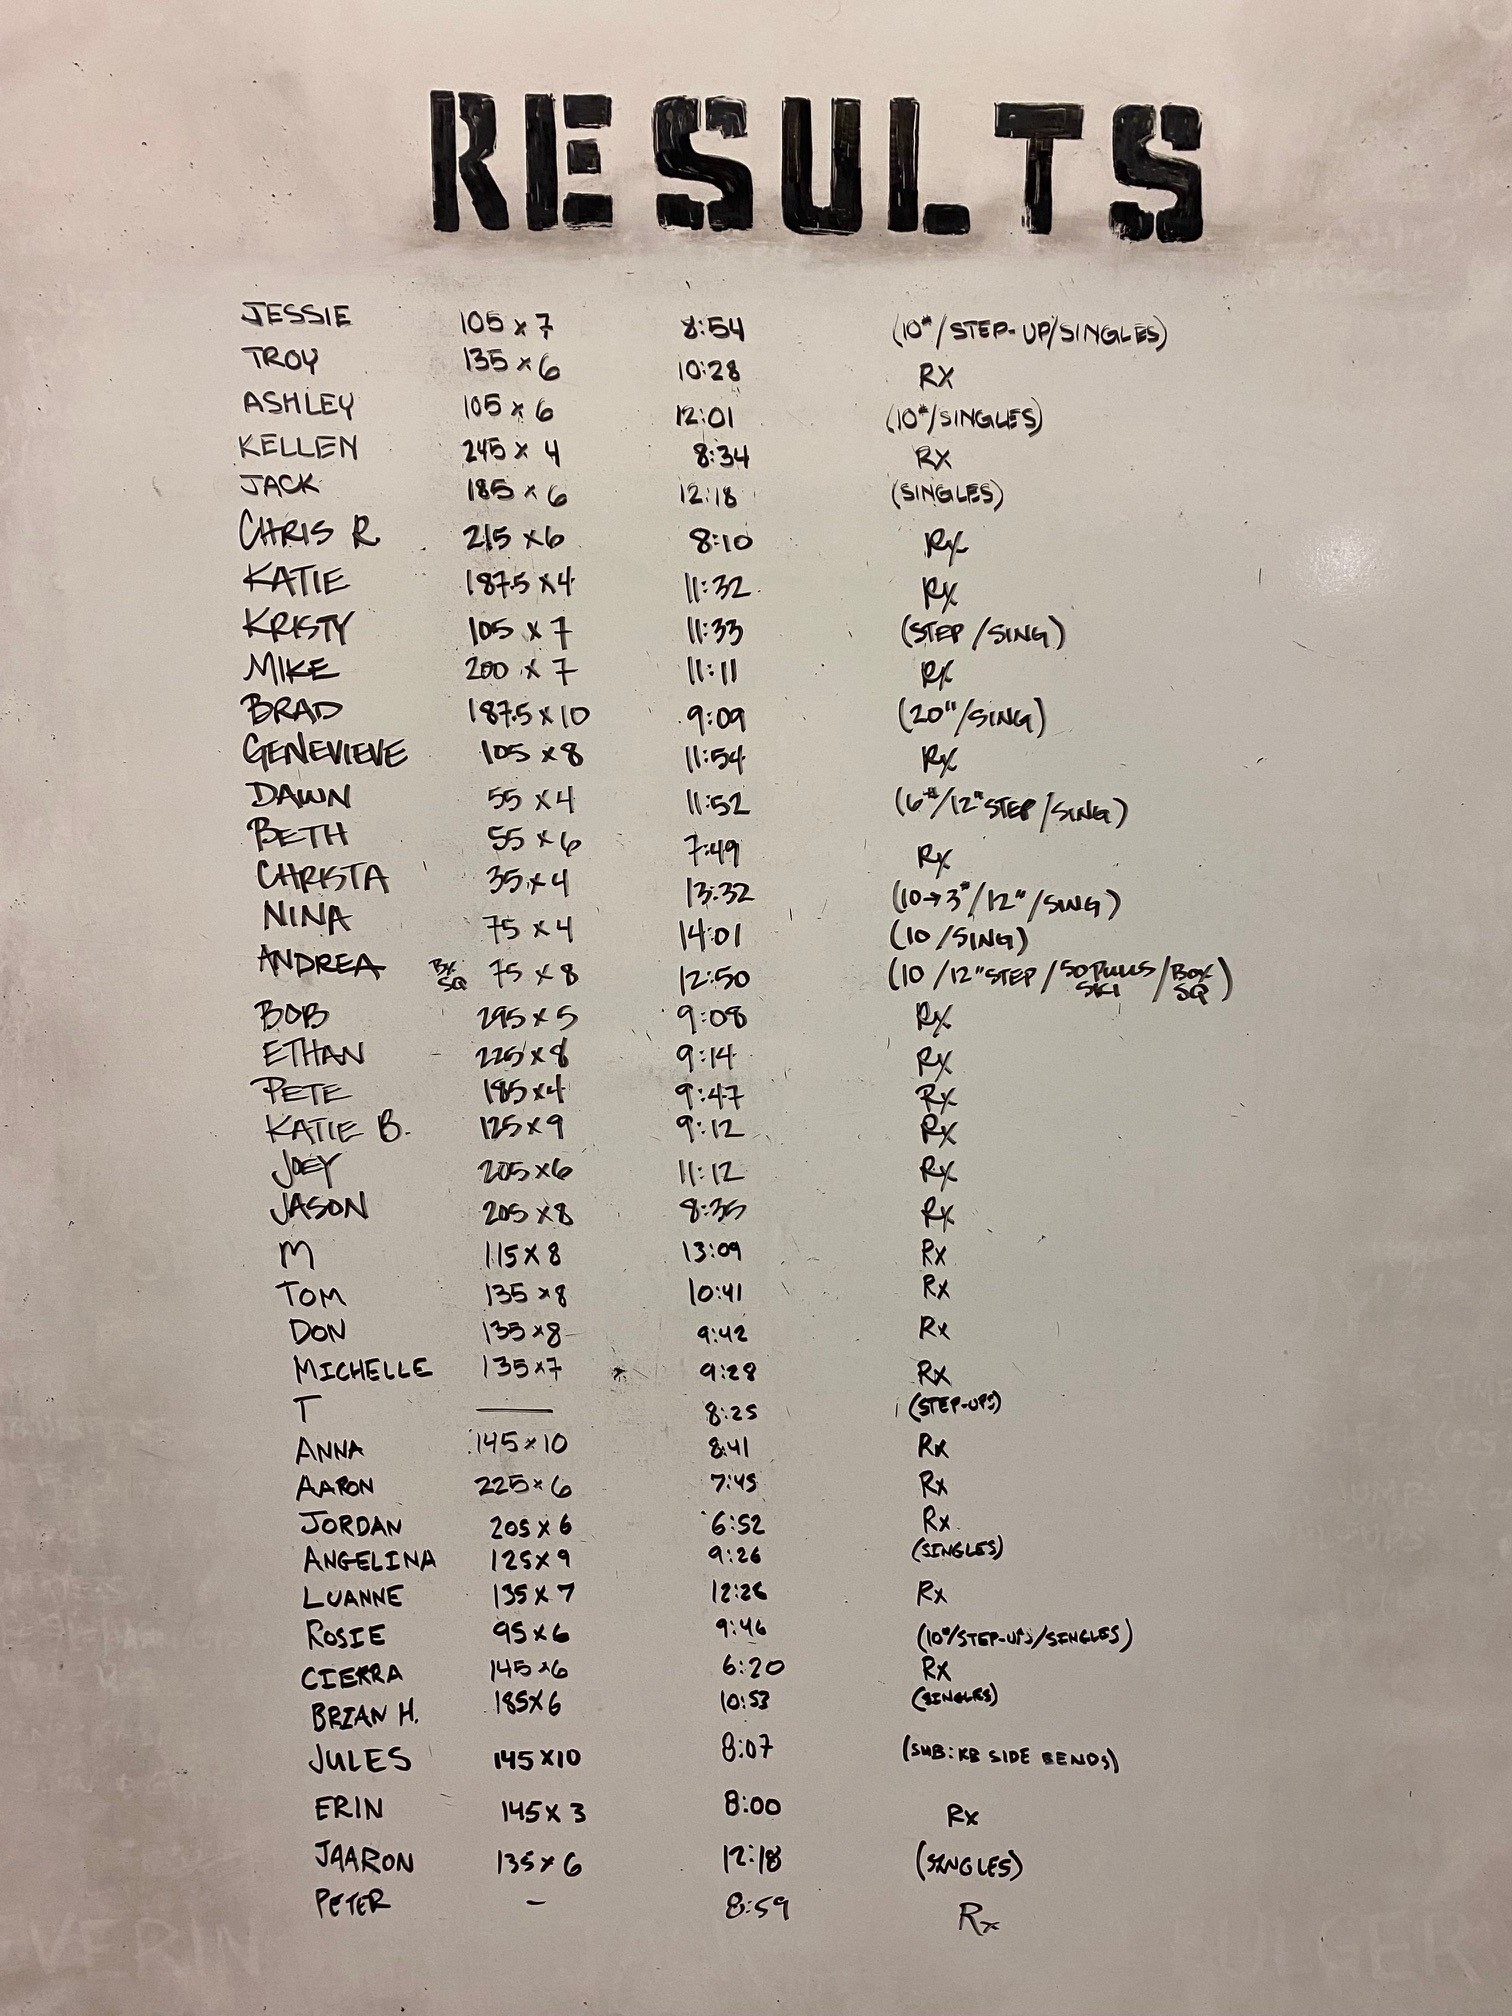 RESULTS
JESSIE 105 x 7 8:54 (10#/STEP-UP/SINGLES)
TROY 135 x 6 10:28 RX
ASHLEY 105 x 6 12:01 (10#/SINGLES)
KELLEN 245 x 4 8:34 RX
JACK 185 x 6 12:18 (SINGLES)
CHRIS R 215 x 6 8:10 Rx
KATIE 187.5 x 4 11:32 Rx
KRISTY 105 x 7 11:33 (STEP/SING)
MIKE 200 x 7 11:11 Rx
BRAD 187.5 x 10 9:09 (20"/SING)
GENEVIEVE 105 x 8 11:54 Rx
DAWN 55 x 4 11:52 (6#/12" STEP/SING)
BETH 55 x 6 7:49 Rx
CHRISTA 35 x 4 13:32 (10→3#/12"/SING)
NINA 75 x 4 14:01 (10/SING)
ANDREA BX SQ 75 x 8 12:50 (10/12" STEP/50 PULLS SKI/BOX SQ)
BOB 295 x 5 9:08 Rx
ETHAN 225 x 8 9:14 Rx
PETE 185 x 4 9:47 Rx
KATIE B. 125 x 9 9:12 Rx
JOEY 205 x 6 11:12 Rx
JASON 205 x 8 8:35 Rx
M 115 x 8 13:09 Rx
TOM 135 x 8 10:41 Rx
DON 135 x 8 9:42 Rx
MICHELLE 135 x 7 9:28 Rx
T — 8:25 (STEP-UPS)
ANNA 145 x 10 8:41 Rx
AARON 225 x 6 7:45 Rx
JORDAN 205 x 6 6:52 Rx
ANGELINA 125 x 9 9:26 (SINGLES)
LUANNE 135 x 7 12:26 Rx
ROSIE 95 x 6 9:46 (10#/STEP-UPS/SINGLES)
CIERRA 145 x 6 6:20 Rx
BRIAN H. 185 x 6 10:53 (SINGLES)
JULES 145 x 10 8:07 (SUB: KB SIDE BENDS)
ERIN 145 x 3 8:00 Rx
JAARON 135 x 6 12:18 (SINGLES)
PETER - 8:59 Rx